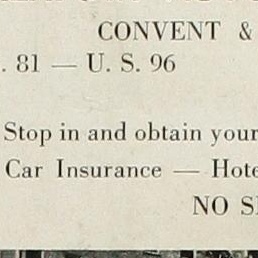 CONVENT &
. 81 — U. S. 96
Stop in and obtain your
Car Insurance — Hote
NO S